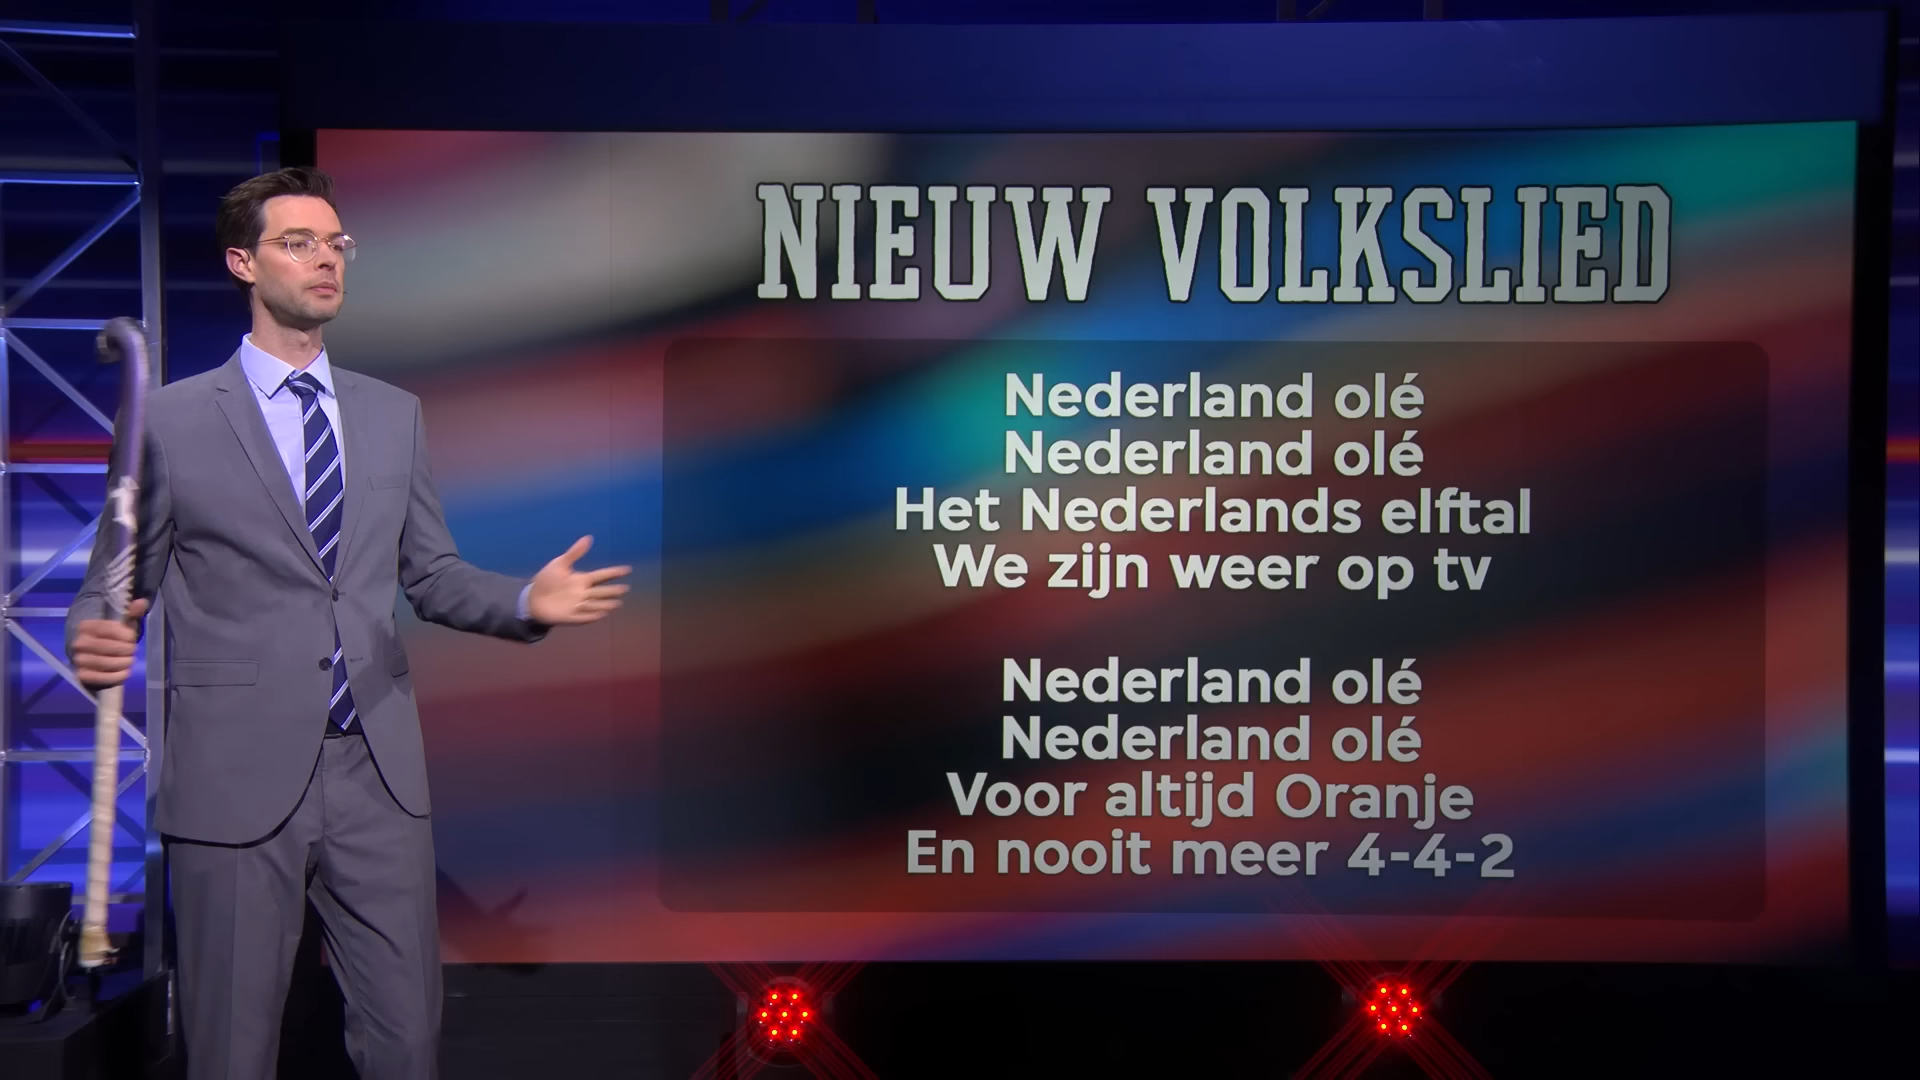 NIEUW VOLKSLIED
Nederland olé
Nederland olé
Het Nederlands elftal
We zijn weer op tv
Nederland olé
Nederland olé
Voor altijd Oranje
En nooit meer 4-4-2